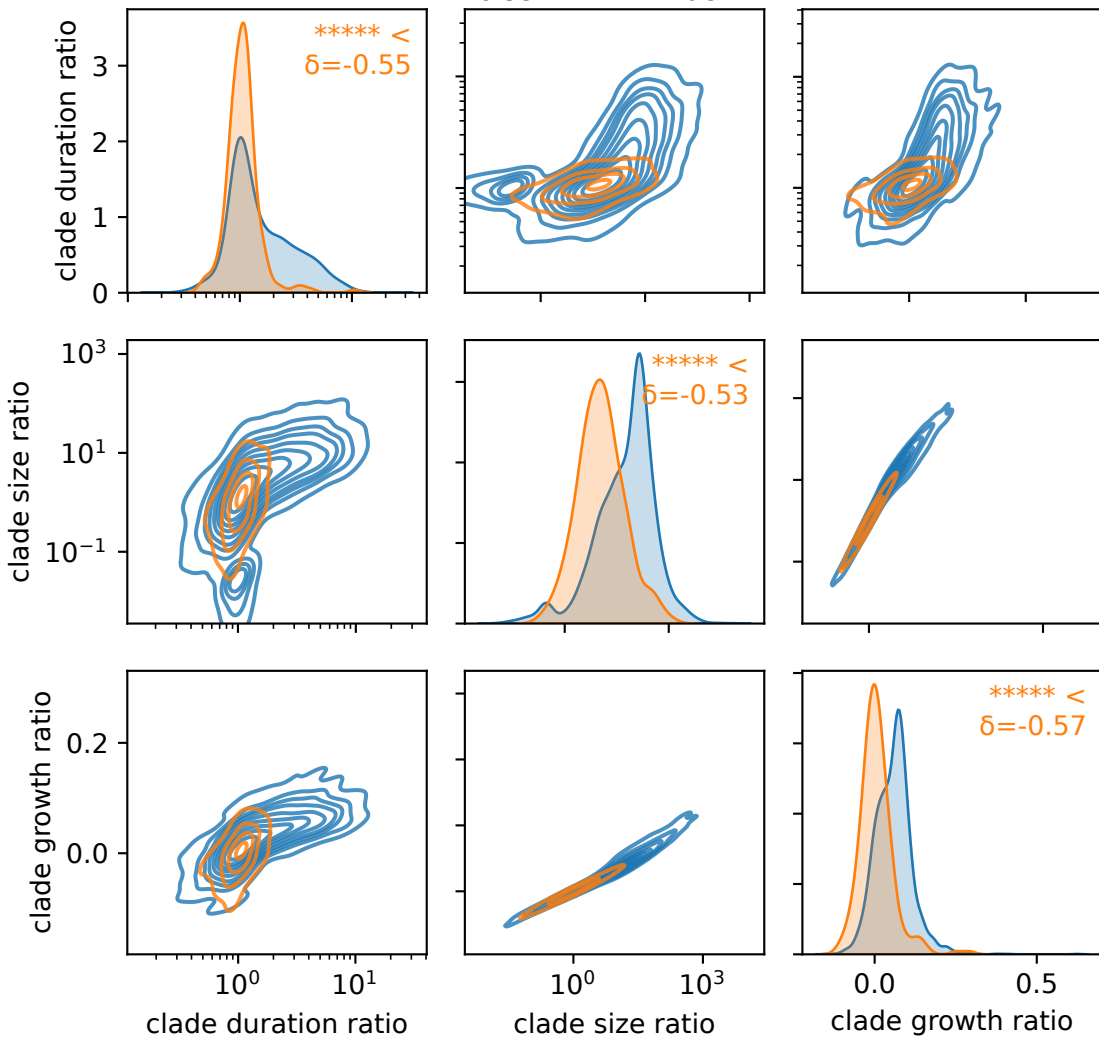 clade duration ratio
3
2
1
0
***** <
δ=-0.55
clade size ratio
10³
10¹
10⁻¹
***** <
δ=-0.53
clade growth ratio
0.2
0.0
***** <
δ=-0.57
10⁰ 10¹
10⁰ 10³
0.0 0.5
clade duration ratio
clade size ratio
clade growth ratio